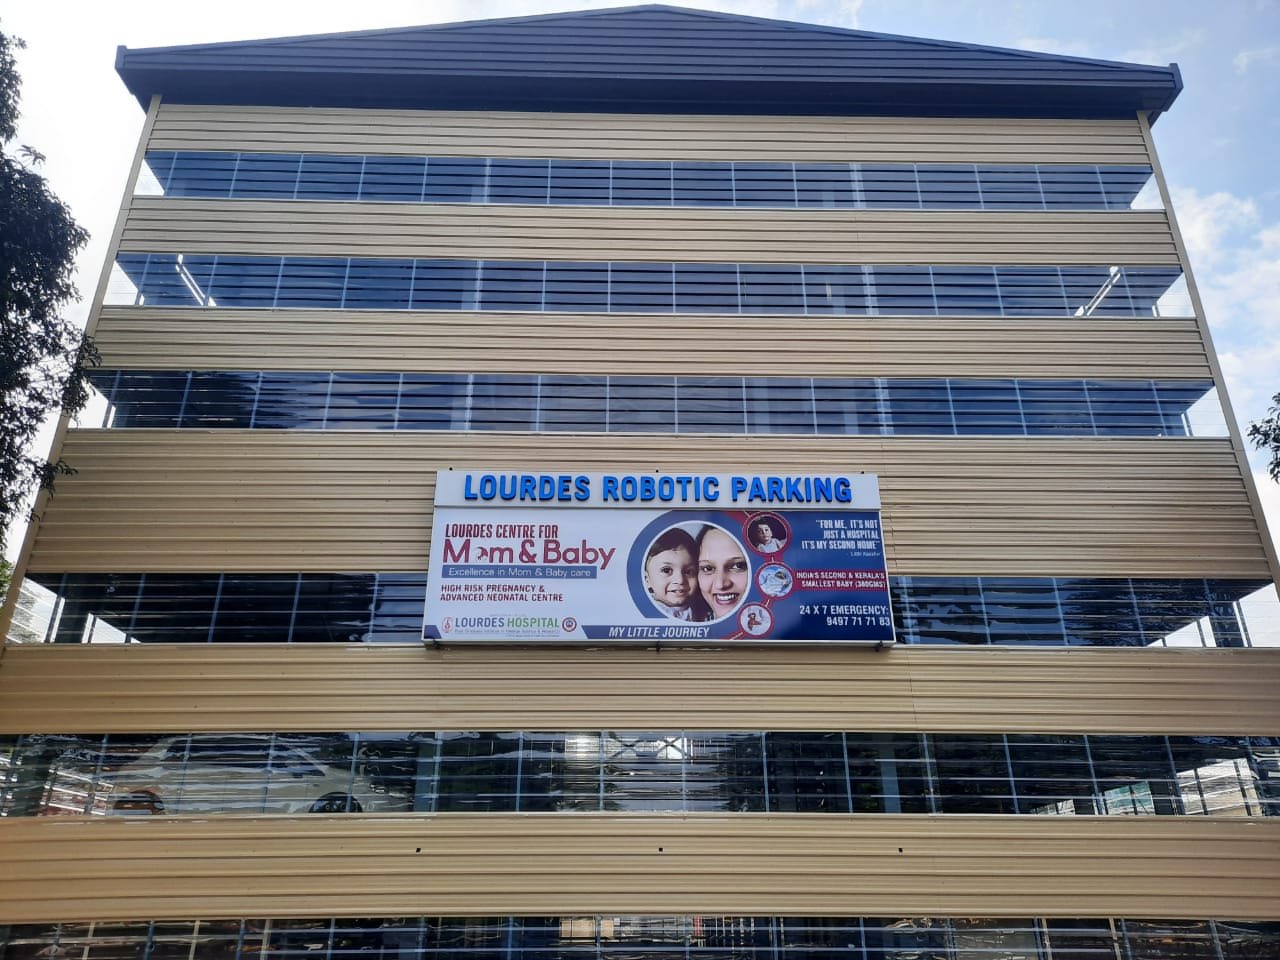 LOURDES ROBOTIC PARKING
LOURDES CENTRE FOR
Mom & Baby
Excellence in Mom & Baby care
HIGH RISK PREGNANCY &
ADVANCED NEONATAL CENTRE
LOURDES HOSPITAL
MY LITTLE JOURNEY
"FOR ME, IT'S NOT
JUST A HOSPITAL
IT'S MY SECOND HOME"
INDIA'S SECOND & KERALA'S
SMALLEST BABY (380GMS)
24 X 7 EMERGENCY:
9497 71 71 83